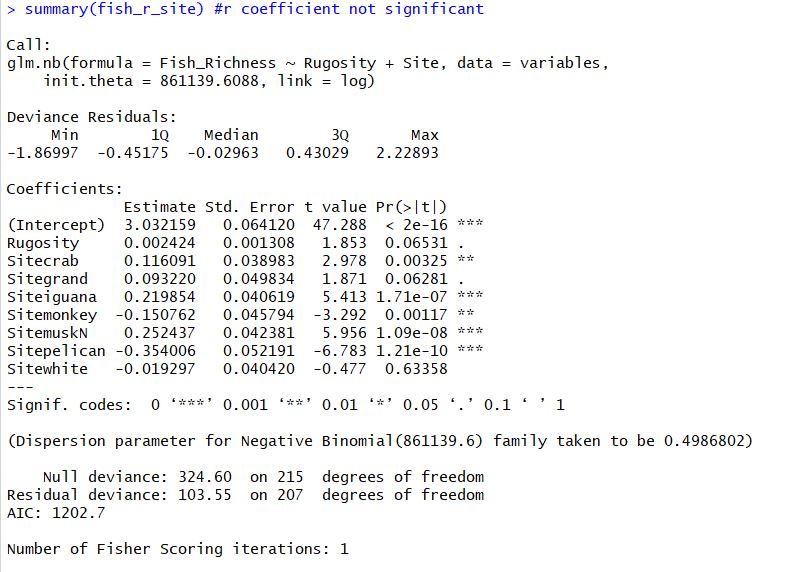 > summary(fish_r_site) #r coefficient not significant
Call:
glm.nb(formula = Fish_Richness ~ Rugosity + Site, data = variables,
    init.theta = 861139.6088, link = log)
Deviance Residuals:
     Min       1Q   Median       3Q      Max
-1.86997 -0.45175 -0.02963  0.43029  2.22893
Coefficients:
             Estimate Std. Error t value Pr(>|t|)
(Intercept)  3.032159   0.064120  47.288  < 2e-16 ***
Rugosity     0.002424   0.001308   1.853  0.06531 .
Sitecrab     0.116091   0.038983   2.978  0.00325 **
Sitegrand    0.093220   0.049834   1.871  0.06281 .
Siteiguana   0.219854   0.040619   5.413 1.71e-07 ***
Sitemonkey  -0.150762   0.045794  -3.292  0.00117 **
SitemuskN    0.252437   0.042381   5.956 1.09e-08 ***
Sitepelican -0.354006   0.052191  -6.783 1.21e-10 ***
Sitewhite   -0.019297   0.040420  -0.477  0.63358
---
Signif. codes:  0 ‘***’ 0.001 ‘**’ 0.01 ‘*’ 0.05 ‘.’ 0.1 ‘ ’ 1
(Dispersion parameter for Negative Binomial(861139.6) family taken to be 0.4986802)
    Null deviance: 324.60  on 215  degrees of freedom
Residual deviance: 103.55  on 207  degrees of freedom
AIC: 1202.7
Number of Fisher Scoring iterations: 1